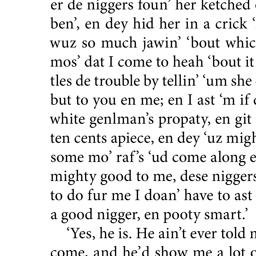 er de niggers foun' her ketched
ben', en dey hid her in a crick
wuz so much jawin' 'bout whic
mos' dat I come to heah 'bout it
tles de trouble by tellin' 'um she
but to you en me; en I ast 'm if
white genlman's propaty, en git
ten cents apiece, en dey 'uz migh
some mo' raf's 'ud come along e
mighty good to me, dese niggers
to do fur me I doan' have to ast
a good nigger, en pooty smart.'
'Yes, he is. He ain't ever told
come, and he'd show me a lot